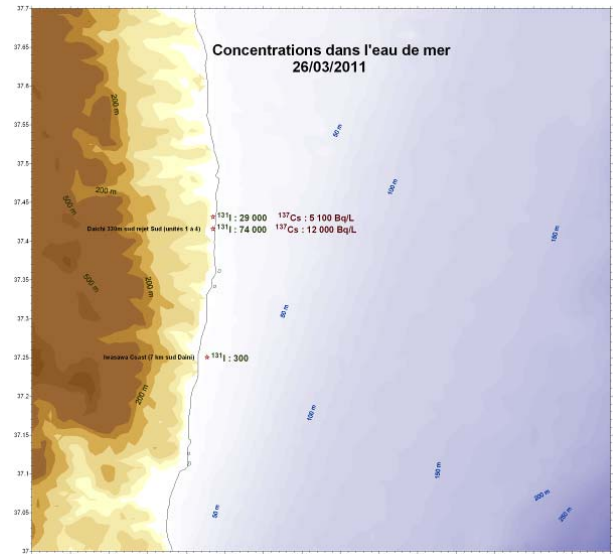 Concentrations dans l'eau de mer
26/03/2011
37.7
37.65
37.6
37.55
37.5
37.45
37.4
37.35
37.3
37.25
37.2
37.15
37.1
37.05
37
200 m
200 m
500 m
500 m
200 m
200 m
50 m
100 m
150 m
50 m
100 m
150 m
200 m
250 m
50 m
131I : 29 000 137Cs : 5 100 Bq/L
Daiichi 330m sud rejet Sud (unités 1 à 4) 131I : 74 000 137Cs : 12 000 Bq/L
Iwasawa Coast (7 km sud Daini) 131I : 300